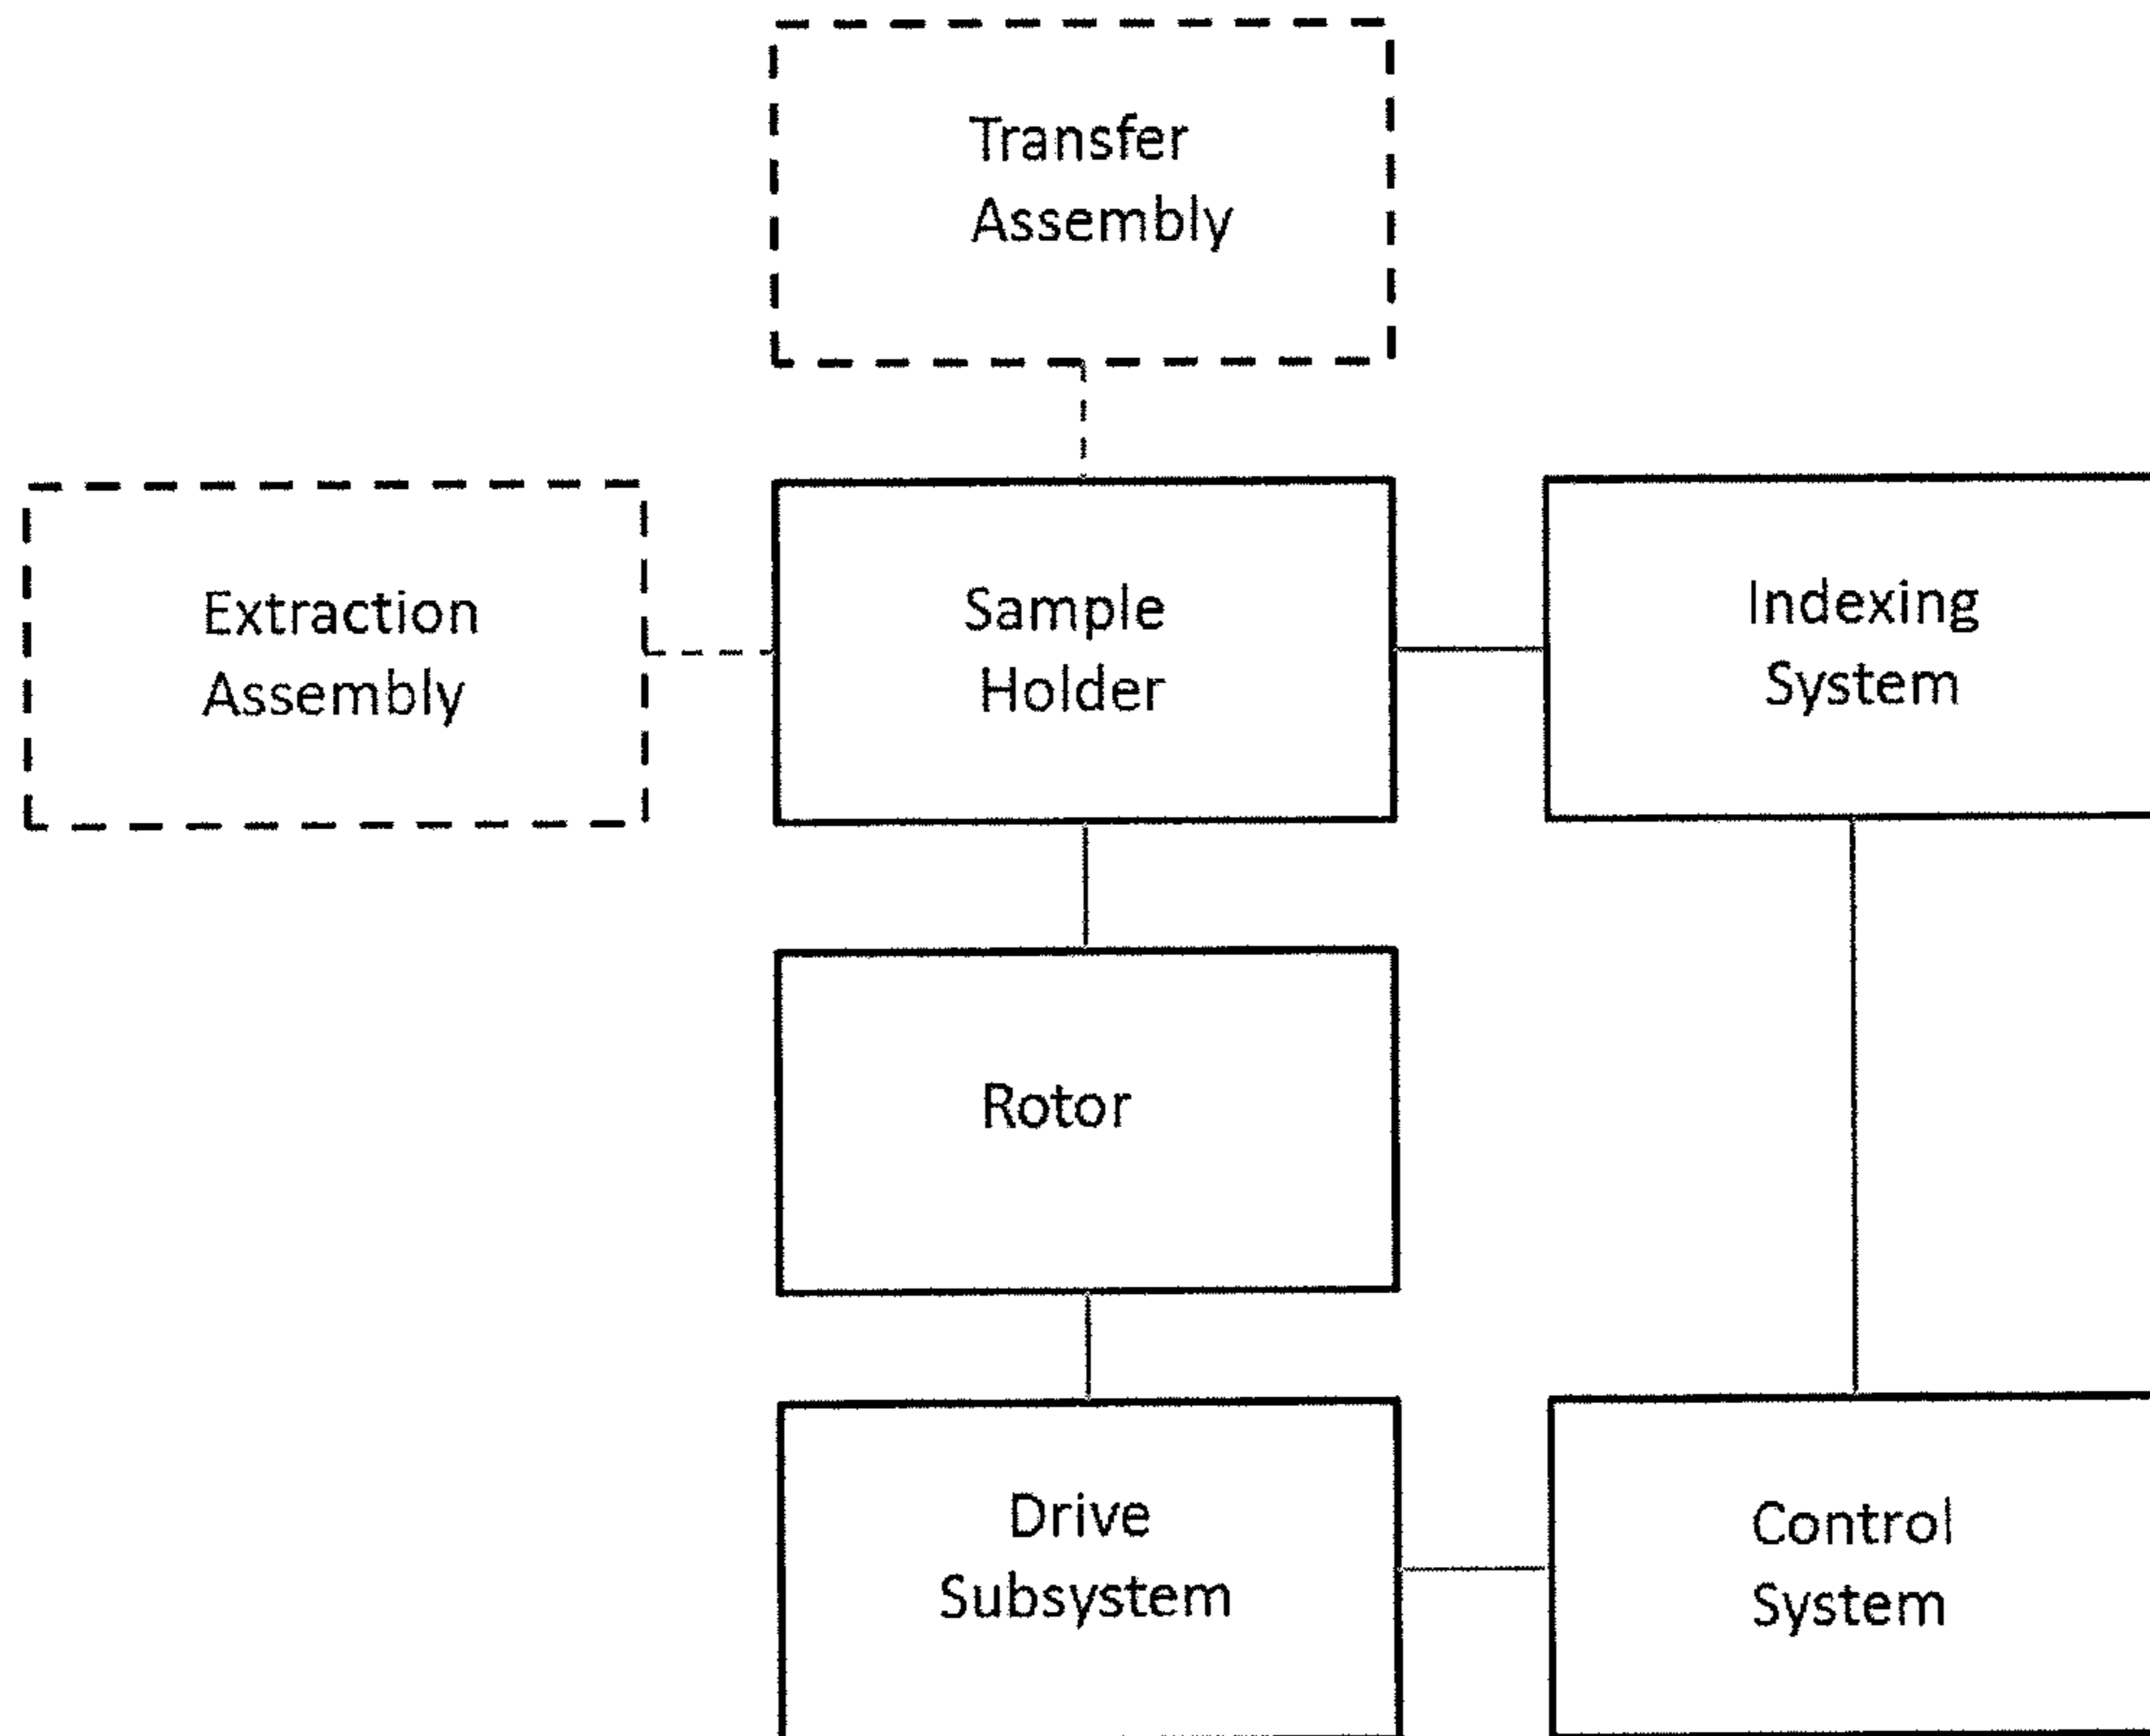 Transfer
Assembly
Extraction
Assembly
Sample
Holder
Indexing
System
Rotor
Drive
Subsystem
Control
System